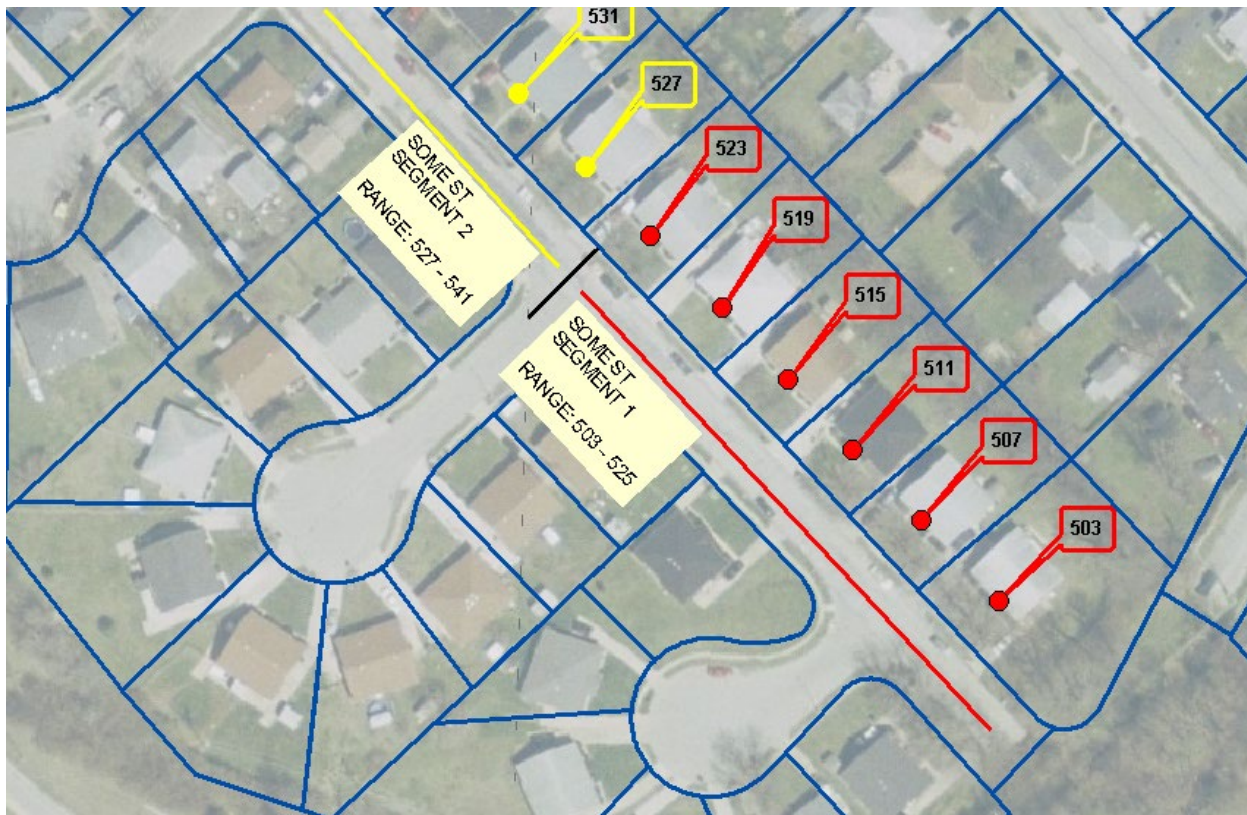 531
527
523
519
515
511
507
503
SOME ST
SEGMENT 2
RANGE: 527 - 541
SOME ST
SEGMENT 1
RANGE: 503 - 525